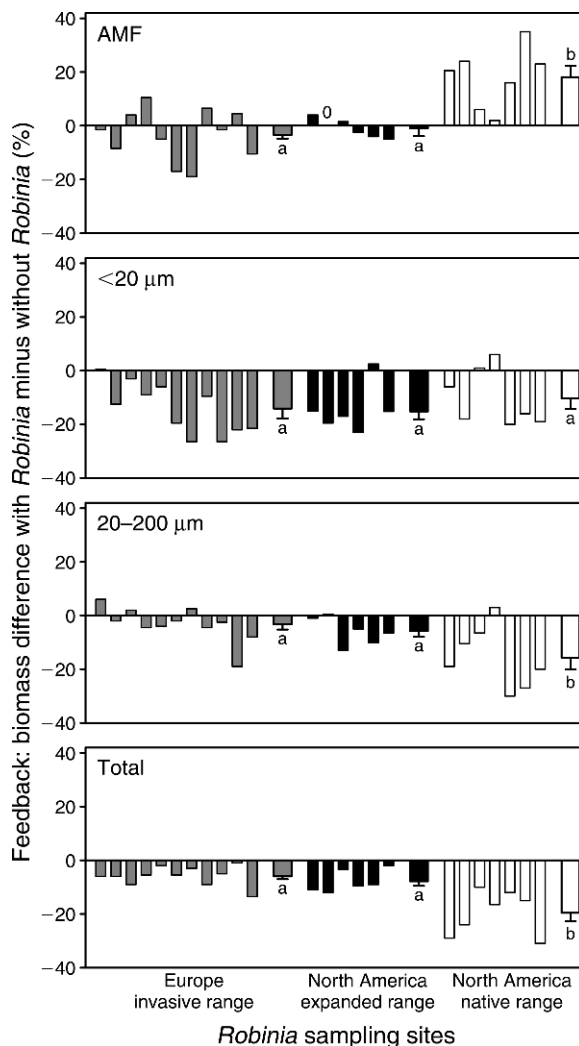 Feedback: biomass difference with Robinia minus without Robinia (%)
AMF
40
20
0
−20
−40
0
a
a
b
<20 μm
40
20
0
−20
−40
a
a
a
20–200 μm
40
20
0
−20
−40
a
a
b
Total
40
20
0
−20
−40
a
a
b
Europe
invasive range
North America
expanded range
North America
native range
Robinia sampling sites